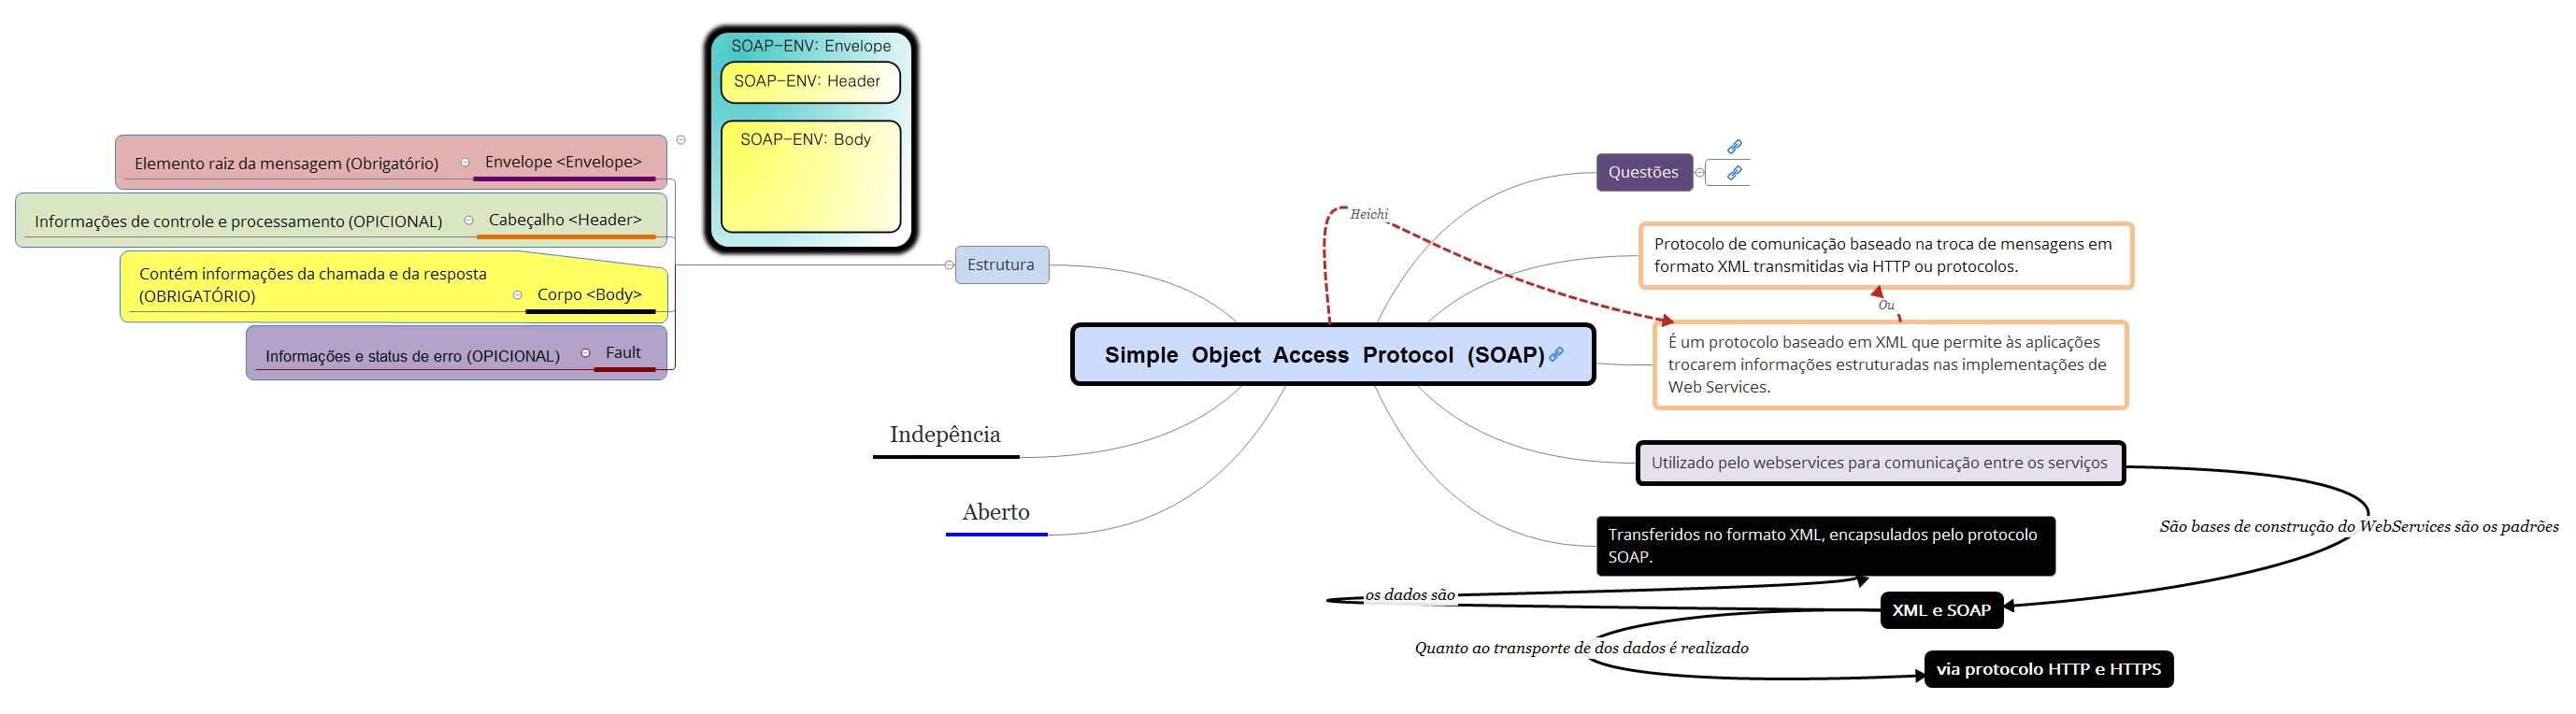 SOAP-ENV: Envelope
SOAP-ENV: Header
SOAP-ENV: Body
Elemento raiz da mensagem (Obrigatório)
Envelope <Envelope>
Informações de controle e processamento (OPICIONAL)
Cabeçalho <Header>
Contém informações da chamada e da resposta
(OBRIGATÓRIO)
Corpo <Body>
Informações e status de erro (OPICIONAL)
Fault
Estrutura
Indepência
Aberto
Simple Object Access Protocol (SOAP)
Questões
Heichi
Protocolo de comunicação baseado na troca de mensagens em
formato XML transmitidas via HTTP ou protocolos.
Ou
É um protocolo baseado em XML que permite às aplicações
trocarem informações estruturadas nas implementações de
Web Services.
Utilizado pelo webservices para comunicação entre os serviços
São bases de construção do WebServices são os padrões
Transferidos no formato XML, encapsulados pelo protocolo
SOAP.
os dados são
XML e SOAP
Quanto ao transporte de dos dados é realizado
via protocolo HTTP e HTTPS